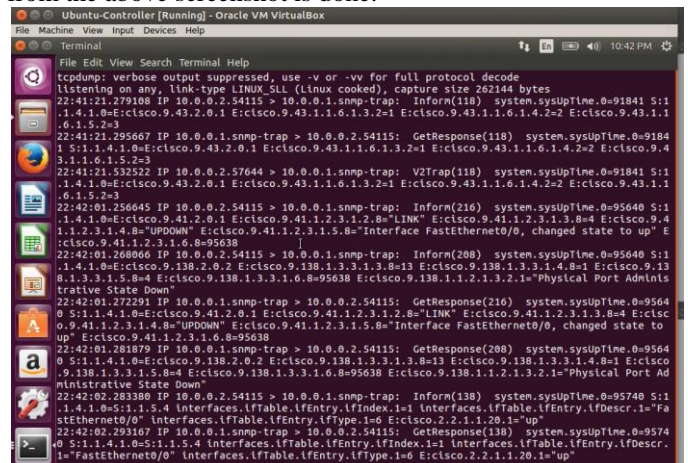 from the above screenshot is done.
Ubuntu-Controller [Running] - Oracle VM VirtualBox
File Machine View Input Devices Help
Terminal En 10:42 PM
File Edit View Search Terminal Help
tcpdump: verbose output suppressed, use -v or -vv for full protocol decode
listening on any, link-type LINUX_SLL (Linux cooked), capture size 262144 bytes
22:41:21.279108 IP 10.0.0.2.54115 > 10.0.0.1.snmp-trap: Inform(118) system.sysUpTime.0=91841 S:1
.1.4.1.0=E:cisco.9.43.2.0.1 E:cisco.9.43.1.1.6.1.3.2=1 E:cisco.9.43.1.1.6.1.4.2=2 E:cisco.9.43.1.1
.6.1.5.2=3
22:41:21.295667 IP 10.0.0.1.snmp-trap > 10.0.0.2.54115: GetResponse(118) system.sysUpTime.0=9184
1 S:1.1.4.1.0=E:cisco.9.43.2.0.1 E:cisco.9.43.1.1.6.1.3.2=1 E:cisco.9.43.1.1.6.1.4.2=2 E:cisco.9.4
3.1.1.6.1.5.2=3
22:41:21.532522 IP 10.0.0.2.57644 > 10.0.0.1.snmp-trap: V2Trap(118) system.sysUpTime.0=91841 S:1
.1.4.1.0=E:cisco.9.43.2.0.1 E:cisco.9.43.1.1.6.1.3.2=1 E:cisco.9.43.1.1.6.1.4.2=2 E:cisco.9.43.1.1
.6.1.5.2=3
22:42:01.256645 IP 10.0.0.2.54115 > 10.0.0.1.snmp-trap: Inform(216) system.sysUpTime.0=95640 S:1
.1.4.1.0=E:cisco.9.41.2.0.1 E:cisco.9.41.1.2.3.1.2.8="LINK" E:cisco.9.41.1.2.3.1.3.8=4 E:cisco.9.4
1.1.2.3.1.4.8="UPDOWN" E:cisco.9.41.1.2.3.1.5.8="Interface FastEthernet0/0, changed state to up" E
:cisco.9.41.1.2.3.1.6.8=95638
22:42:01.268066 IP 10.0.0.2.54115 > 10.0.0.1.snmp-trap: Inform(208) system.sysUpTime.0=95640 S:1
.1.4.1.0=E:cisco.9.138.2.0.2 E:cisco.9.138.1.3.3.1.3.8=13 E:cisco.9.138.1.3.3.1.4.8=1 E:cisco.9.13
8.1.3.3.1.5.8=4 E:cisco.9.138.1.3.3.1.6.8=95638 E:cisco.9.138.1.1.2.1.3.2.1="Physical Port Adminis
trative State Down"
22:42:01.272291 IP 10.0.0.1.snmp-trap > 10.0.0.2.54115: GetResponse(216) system.sysUpTime.0=9564
0 S:1.1.4.1.0=E:cisco.9.41.2.0.1 E:cisco.9.41.1.2.3.1.2.8="LINK" E:cisco.9.41.1.2.3.1.3.8=4 E:cisc
o.9.41.1.2.3.1.4.8="UPDOWN" E:cisco.9.41.1.2.3.1.5.8="Interface FastEthernet0/0, changed state to
up" E:cisco.9.41.1.2.3.1.6.8=95638
22:42:01.281879 IP 10.0.0.1.snmp-trap > 10.0.0.2.54115: GetResponse(208) system.sysUpTime.0=9564
0 S:1.1.4.1.0=E:cisco.9.138.2.0.2 E:cisco.9.138.1.3.3.1.3.8=13 E:cisco.9.138.1.3.3.1.4.8=1 E:cisco
.9.138.1.3.3.1.5.8=4 E:cisco.9.138.1.3.3.1.6.8=95638 E:cisco.9.138.1.1.2.1.3.2.1="Physical Port Ad
ministrative State Down"
22:42:02.283380 IP 10.0.0.2.54115 > 10.0.0.1.snmp-trap: Inform(138) system.sysUpTime.0=95740 S:1
.1.4.1.0=S:1.1.5.4 interfaces.ifTable.ifEntry.ifIndex.1=1 interfaces.ifTable.ifEntry.ifDescr.1="Fa
stEthernet0/0" interfaces.ifTable.ifEntry.ifType.1=6 E:cisco.2.2.1.1.20.1="up"
22:42:02.293167 IP 10.0.0.1.snmp-trap > 10.0.0.2.54115: GetResponse(138) system.sysUpTime.0=9574
0 S:1.1.4.1.0=S:1.1.5.4 interfaces.ifTable.ifEntry.ifIndex.1=1 interfaces.ifTable.ifEntry.ifDescr.
1="FastEthernet0/0" interfaces.ifTable.ifEntry.ifType.1=6 E:cisco.2.2.1.1.20.1="up"